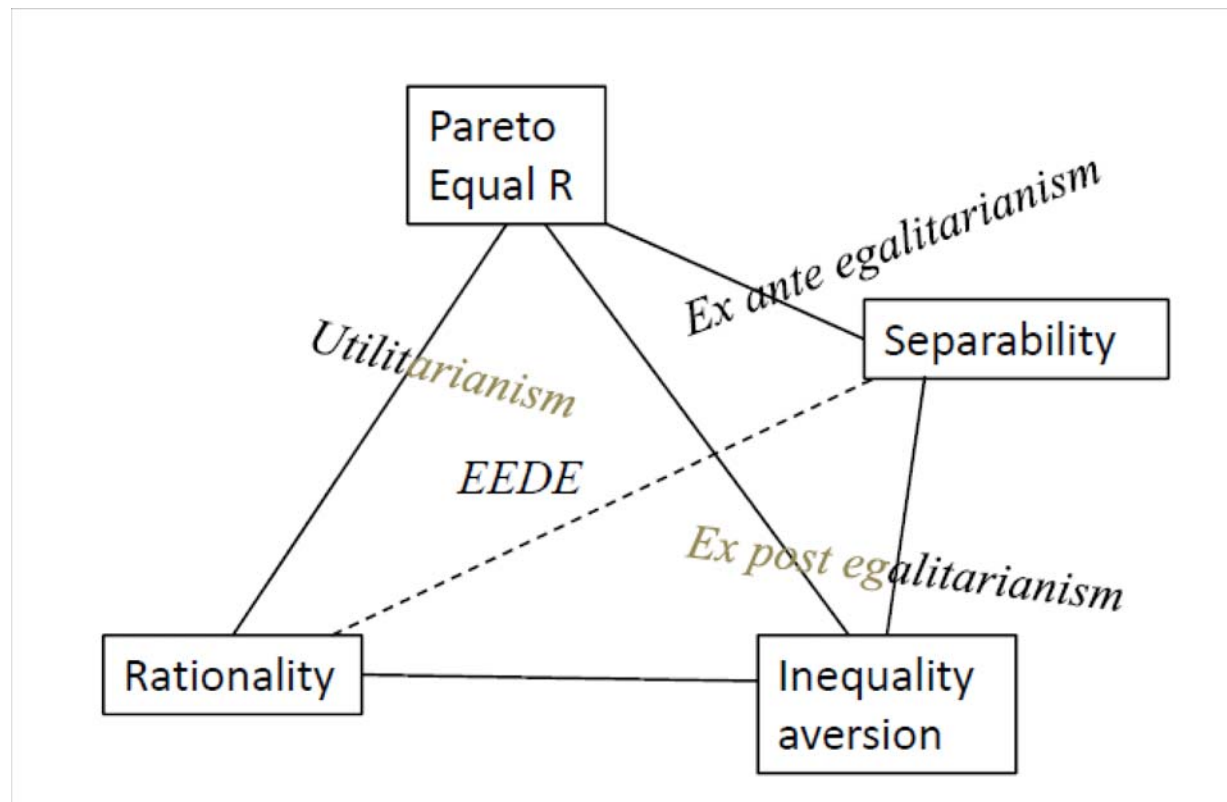 Pareto
Equal R
Ex ante egalitarianism
Separability
Utilitarianism
EEDE
Ex post egalitarianism
Rationality
Inequality
aversion